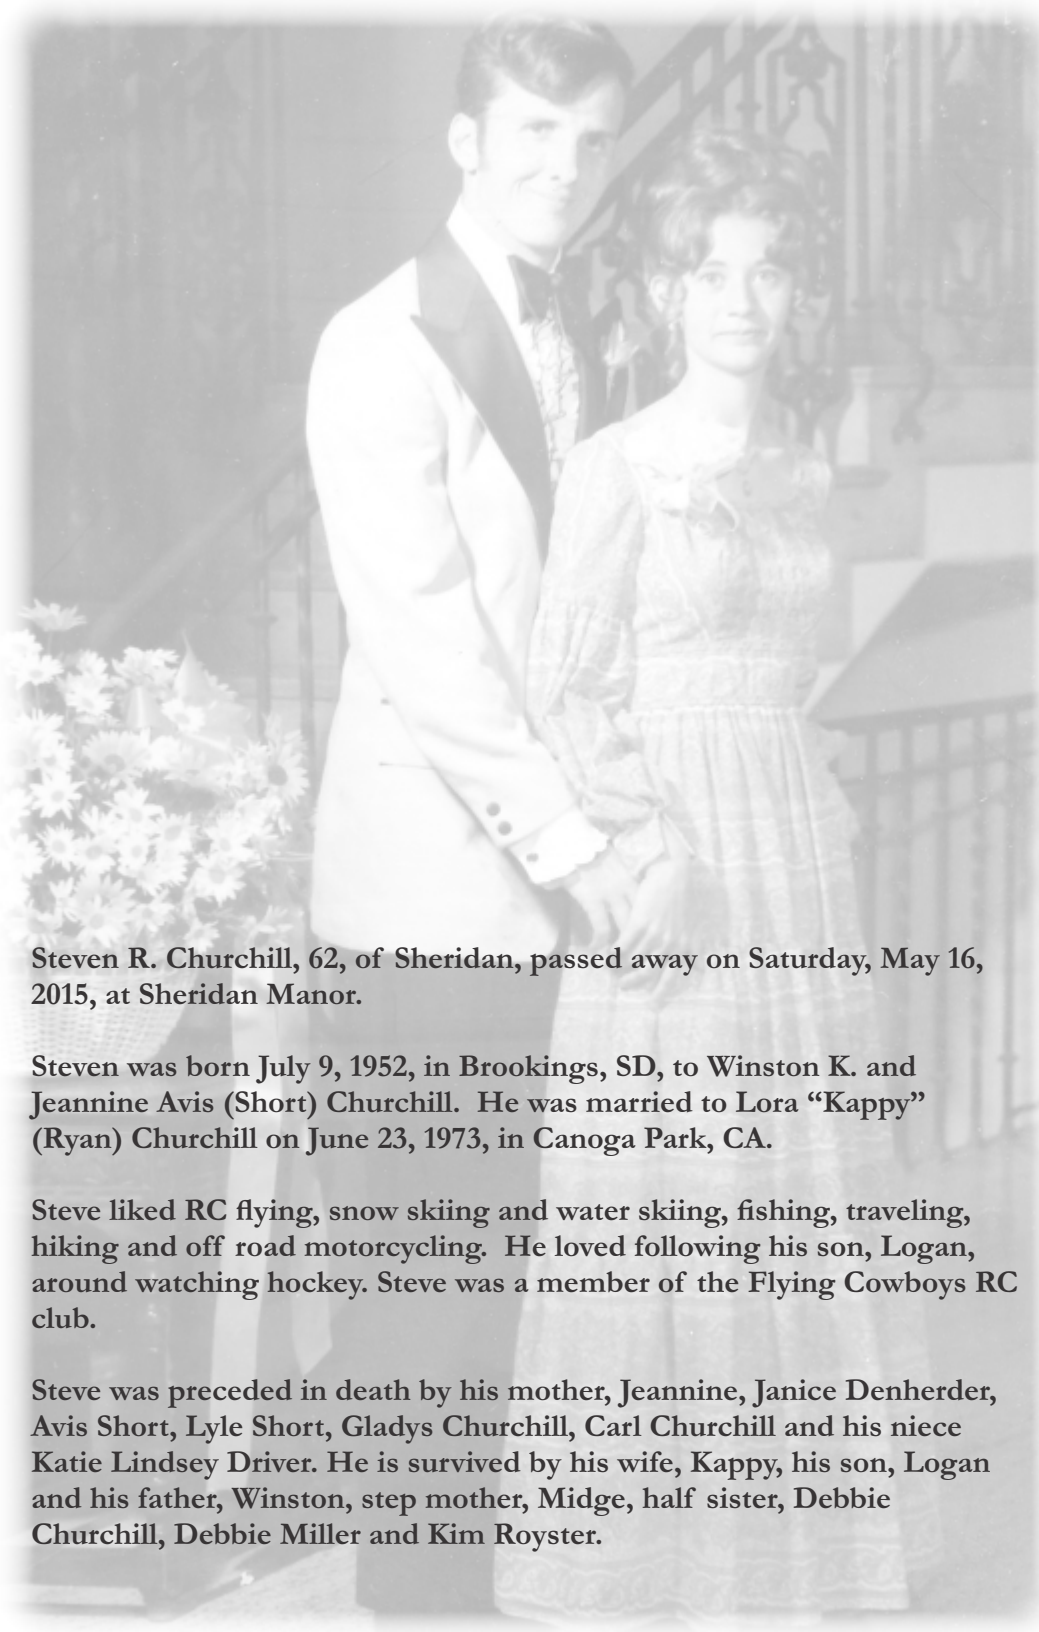 Steven R. Churchill, 62, of Sheridan, passed away on Saturday, May 16,
2015, at Sheridan Manor.
Steven was born July 9, 1952, in Brookings, SD, to Winston K. and
Jeannine Avis (Short) Churchill.  He was married to Lora “Kappy”
(Ryan) Churchill on June 23, 1973, in Canoga Park, CA.
Steve liked RC flying, snow skiing and water skiing, fishing, traveling,
hiking and off road motorcycling.  He loved following his son, Logan,
around watching hockey. Steve was a member of the Flying Cowboys RC
club.
Steve was preceded in death by his mother, Jeannine, Janice Denherder,
Avis Short, Lyle Short, Gladys Churchill, Carl Churchill and his niece
Katie Lindsey Driver. He is survived by his wife, Kappy, his son, Logan
and his father, Winston, step mother, Midge, half sister, Debbie
Churchill, Debbie Miller and Kim Royster.